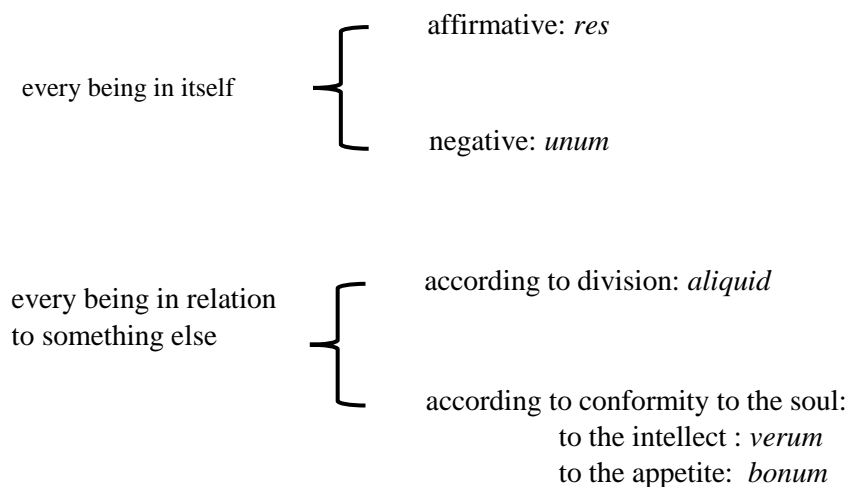 affirmative: res
every being in itself
negative: unum
according to division: aliquid
every being in relation
to something else
according to conformity to the soul:
to the intellect : verum
to the appetite: bonum